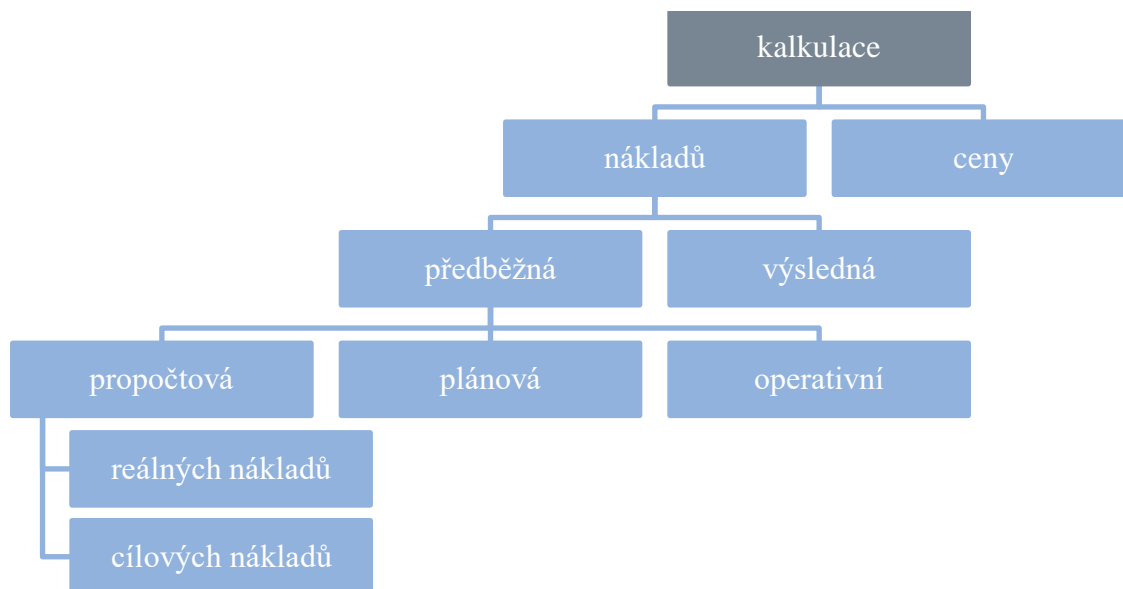 kalkulace
nákladů
ceny
předběžná
výsledná
propočtová
plánová
operativní
reálných nákladů
cílových nákladů